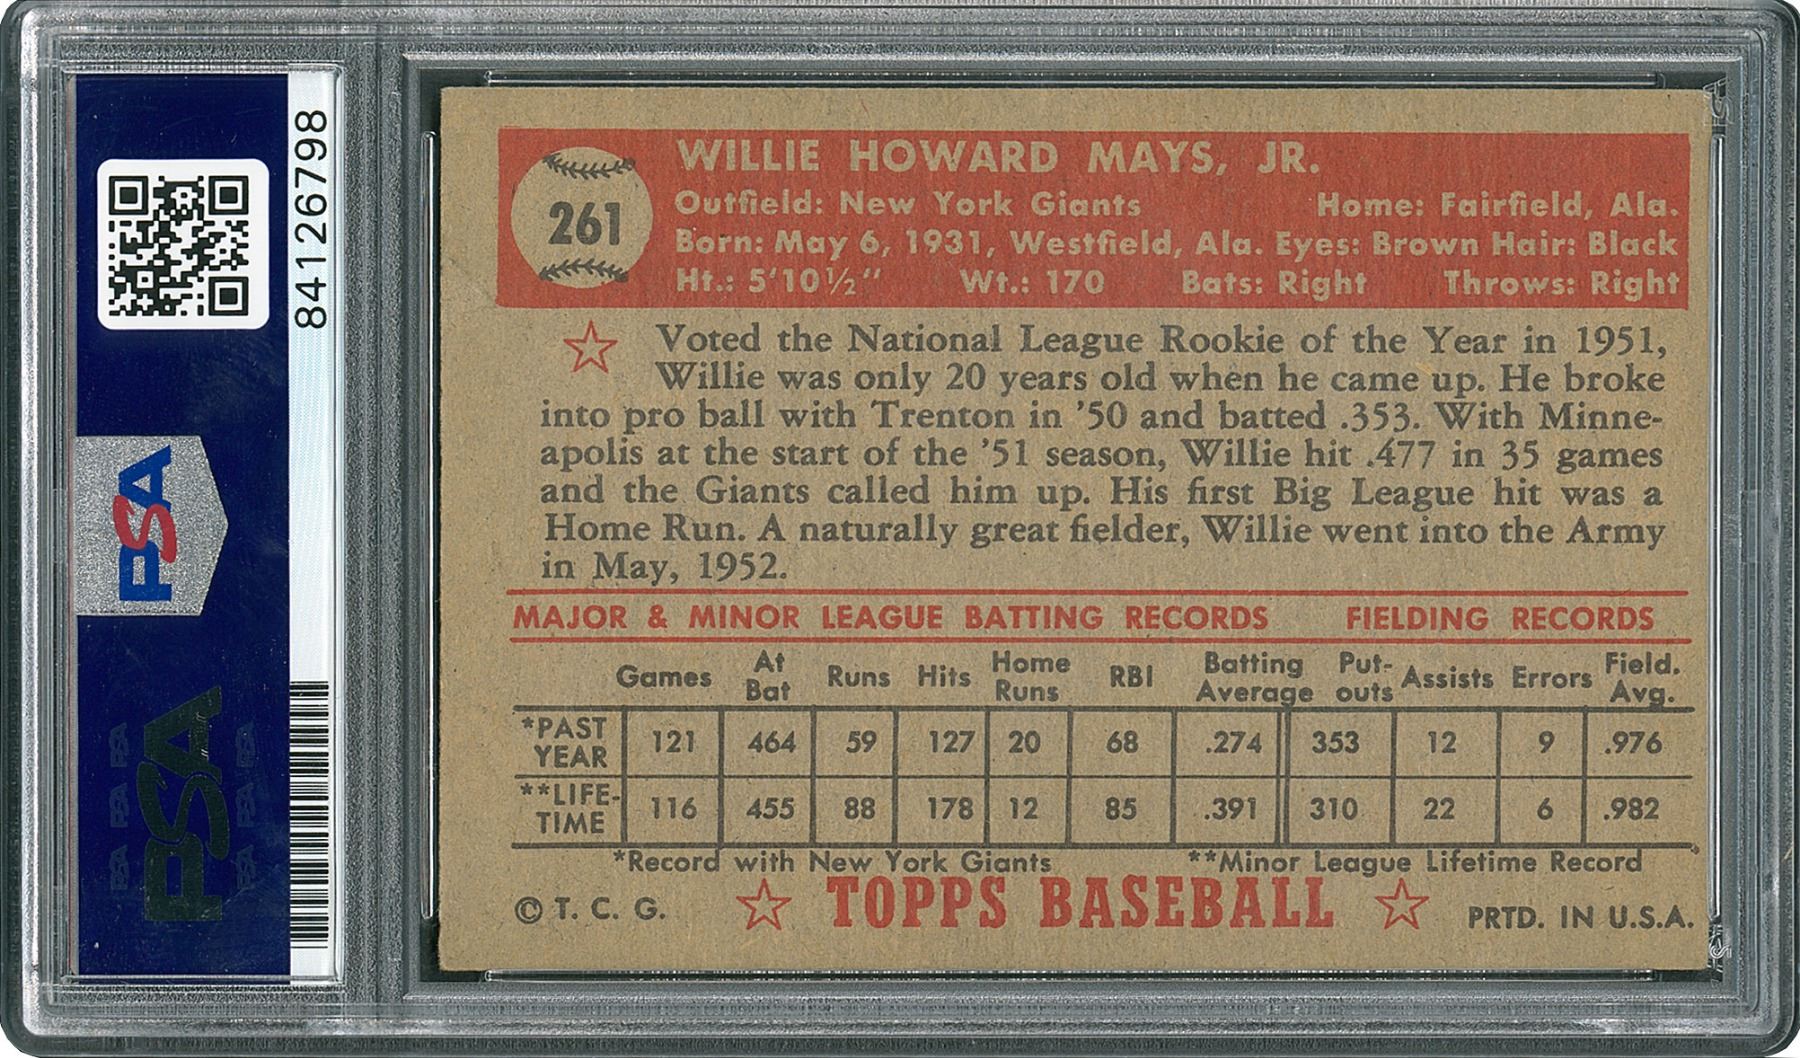 84126798
PSA
PSA
261
WILLIE HOWARD MAYS, JR.
Outfield: New York Giants Home: Fairfield, Ala.
Born: May 6, 1931, Westfield, Ala. Eyes: Brown Hair: Black
Ht.: 5'10½" Wt.: 170 Bats: Right Throws: Right
Voted the National League Rookie of the Year in 1951,
Willie was only 20 years old when he came up. He broke
into pro ball with Trenton in '50 and batted .353. With Minne-
apolis at the start of the '51 season, Willie hit .477 in 35 games
and the Giants called him up. His first Big League hit was a
Home Run. A naturally great fielder, Willie went into the Army
in May, 1952.
MAJOR & MINOR LEAGUE BATTING RECORDS FIELDING RECORDS
Games At Bat Runs Hits Home Runs RBI Batting Average Put-outs Assists Errors Field. Avg.
*PAST YEAR 121 464 59 127 20 68 .274 353 12 9 .976
**LIFE-TIME 116 455 88 178 12 85 .391 310 22 6 .982
*Record with New York Giants **Minor League Lifetime Record
© T. C. G. TOPPS BASEBALL PRTD. IN U.S.A.